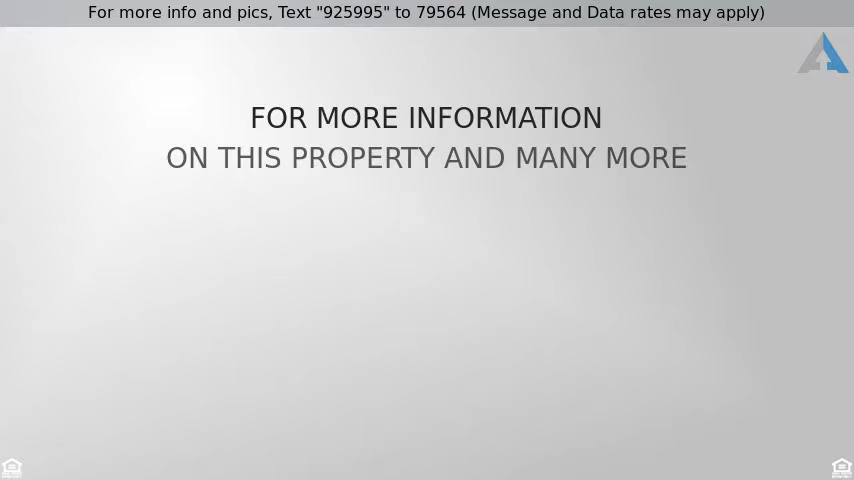 For more info and pics, Text "925995" to 79564 (Message and Data rates may apply)
FOR MORE INFORMATION
ON THIS PROPERTY AND MANY MORE